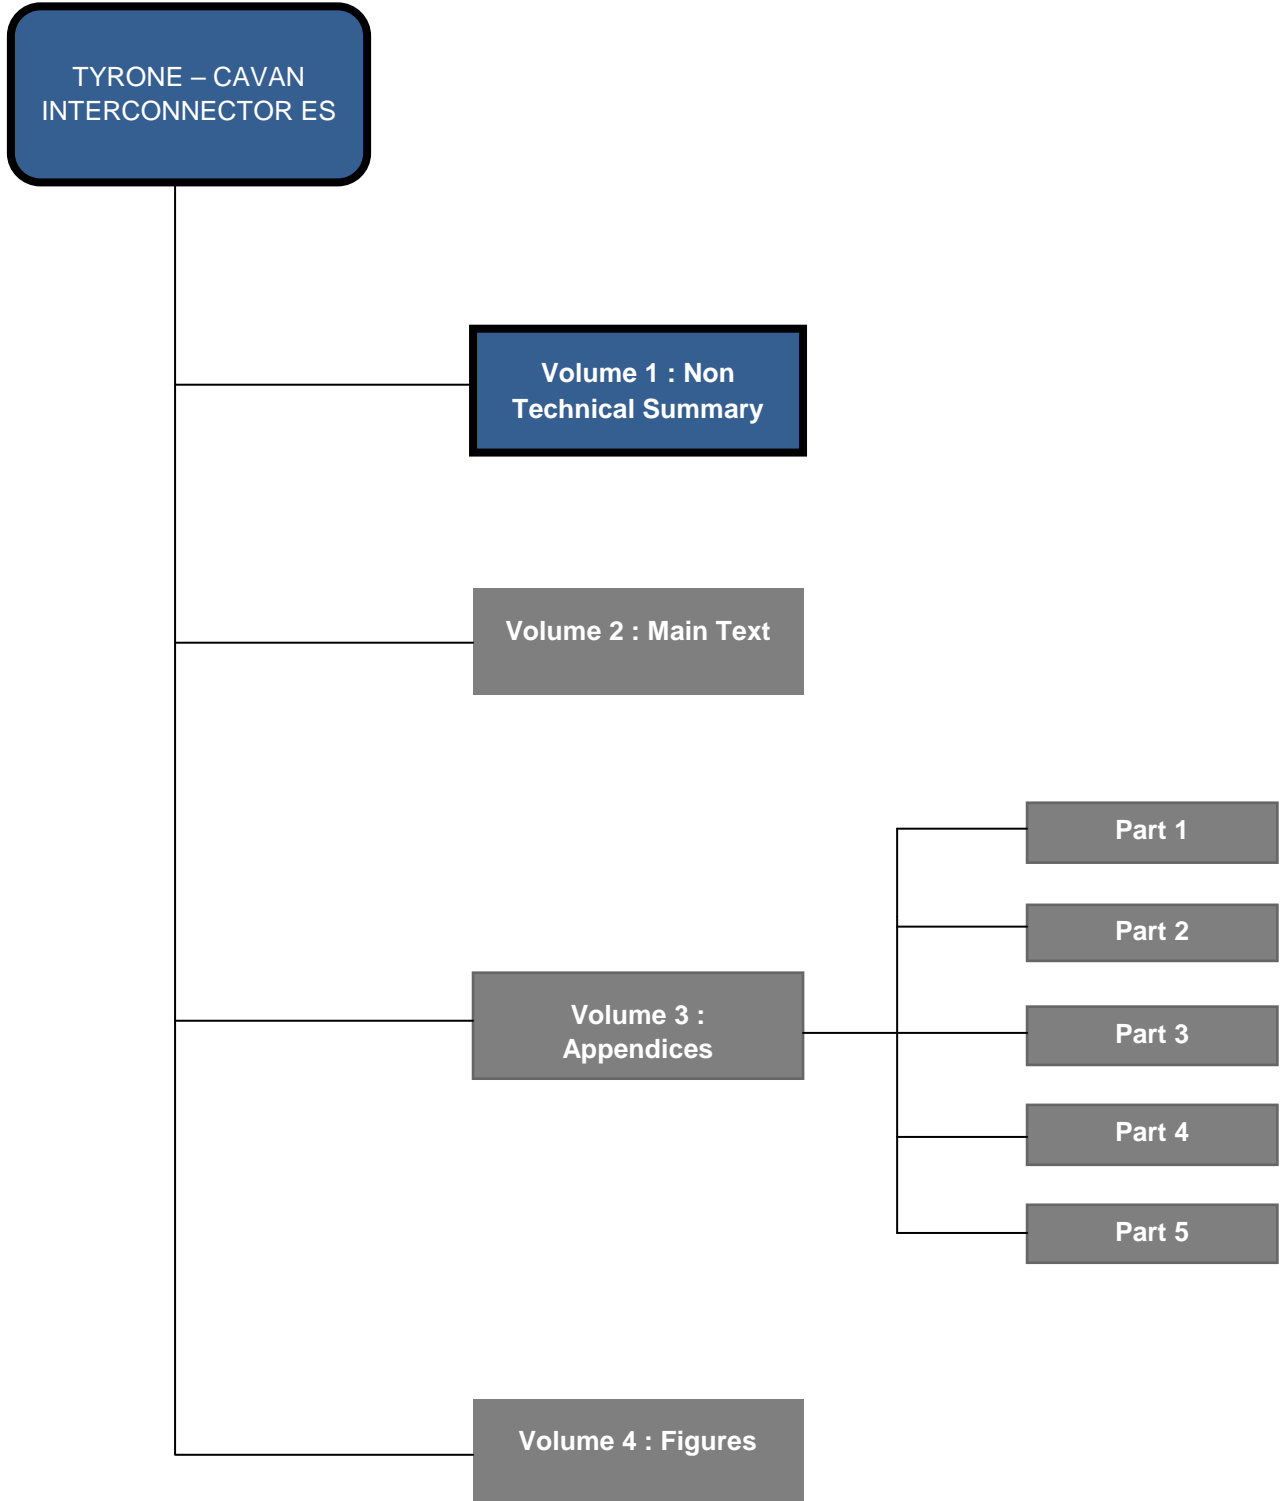 TYRONE – CAVAN
INTERCONNECTOR ES
Volume 1 : Non
Technical Summary
Volume 2 : Main Text
Volume 3 :
Appendices
Part 1
Part 2
Part 3
Part 4
Part 5
Volume 4 : Figures